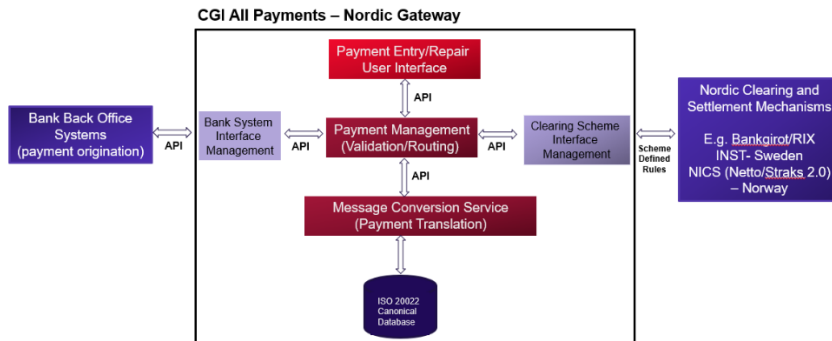 CGI All Payments – Nordic Gateway
Payment Entry/Repair
User Interface
API
Bank Back Office
Systems
(payment origination)
API
Bank System
Interface
Management
API
Payment Management
(Validation/Routing)
API
Clearing Scheme
Interface
Management
Scheme
Defined
Rules
Nordic Clearing and
Settlement Mechanisms
E.g. Bankgirot/RIX
INST- Sweden
NICS (Netto/Straks 2.0)
– Norway
API
Message Conversion Service
(Payment Translation)
ISO 20022
Canonical
Database